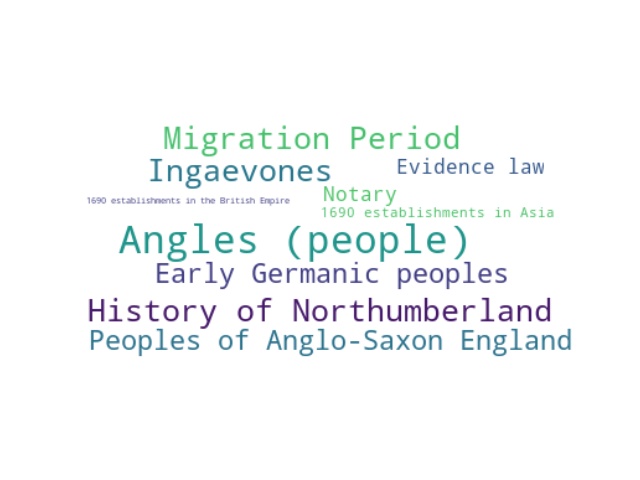 Migration Period
Ingaevones
Evidence law
Notary
1690 establishments in the British Empire
1690 establishments in Asia
Angles (people)
Early Germanic peoples
History of Northumberland
Peoples of Anglo-Saxon England